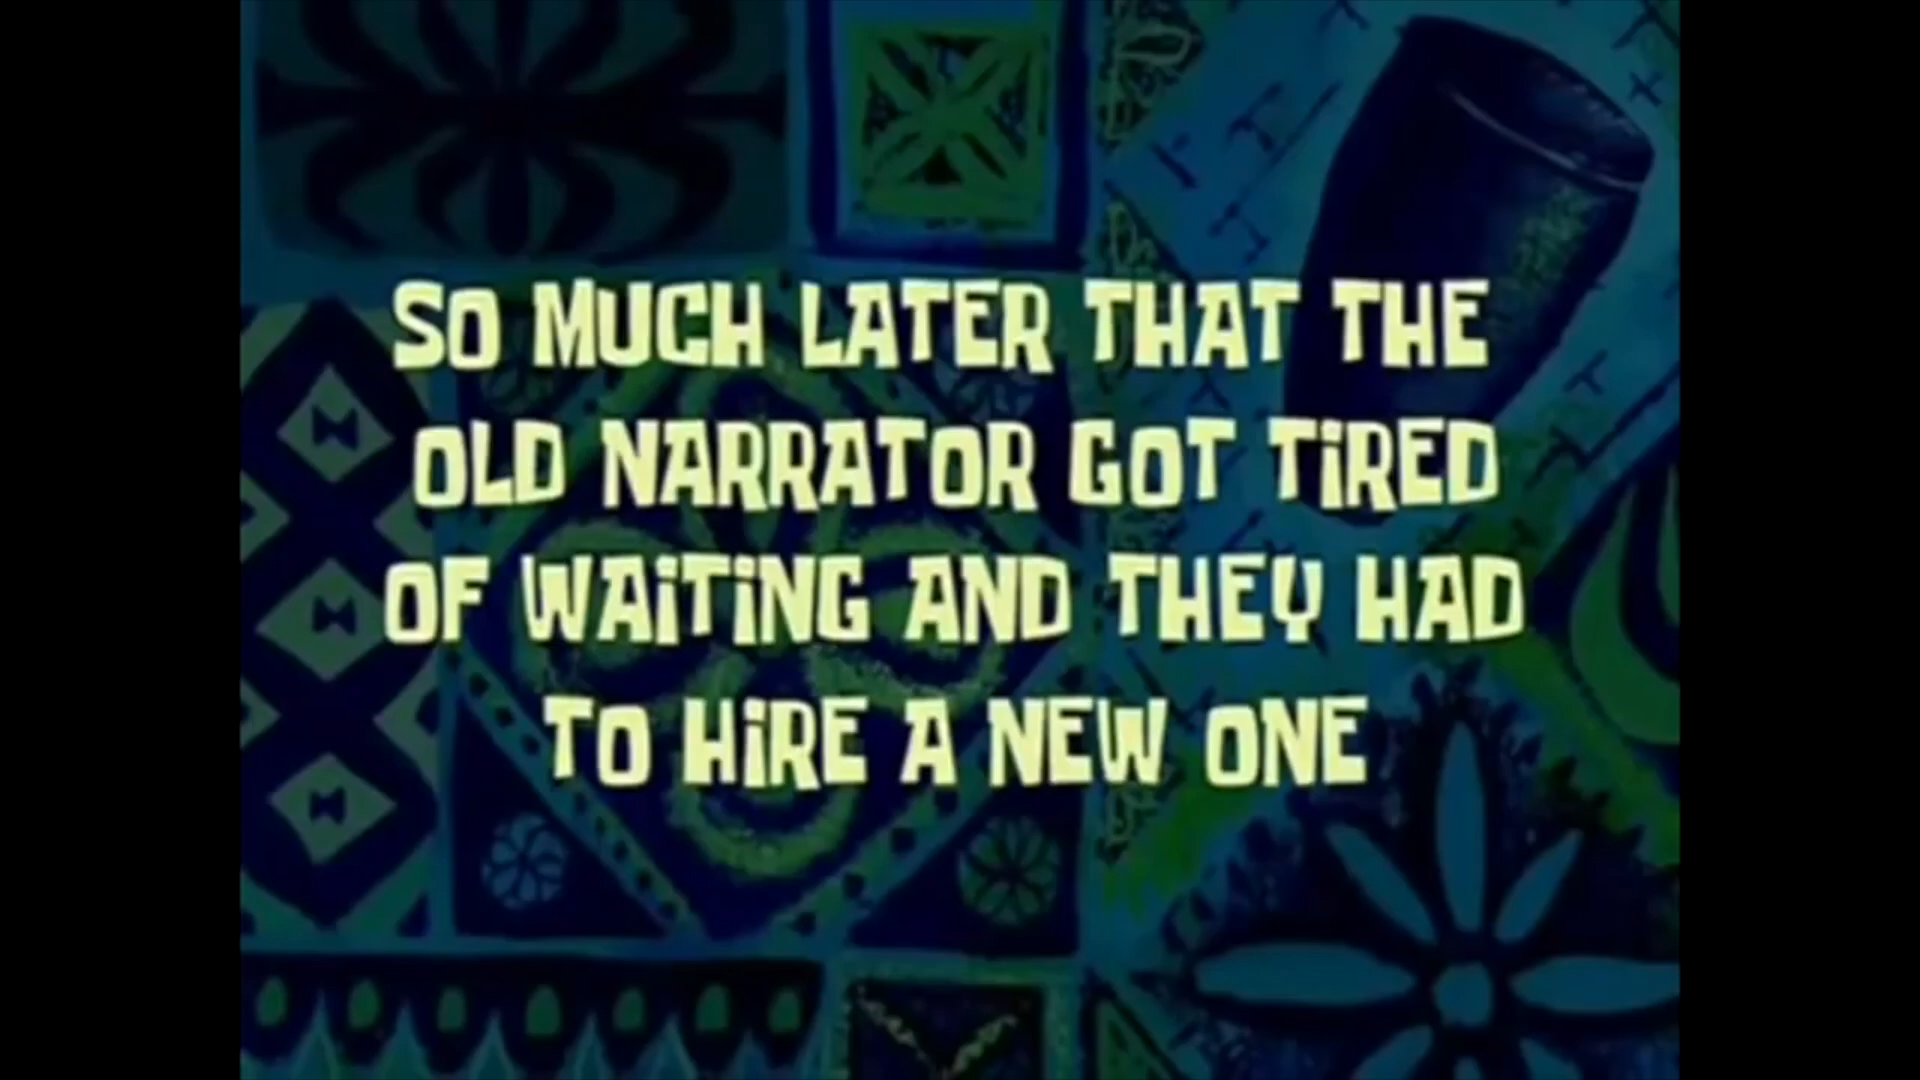 SO MUCH LATER THAT THE
OLD NARRATOR GOT TiRED
OF WAiTiNG AND THEY HAD
TO HiRE A NEW ONE